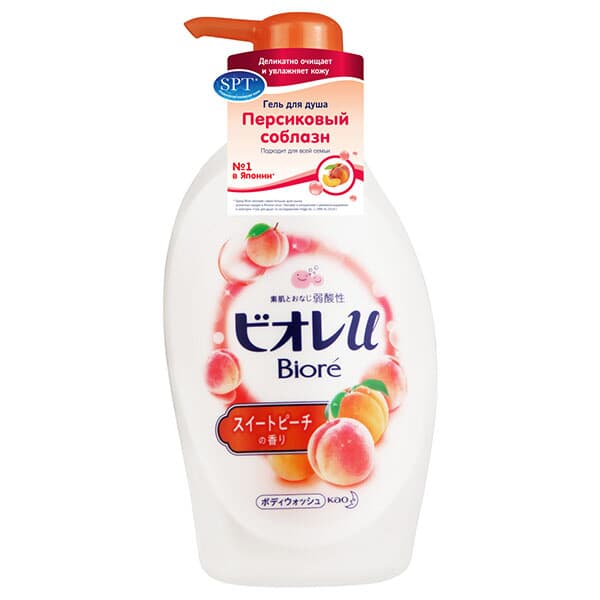 Деликатно очищает
и увлажняет кожу
SPT*
Гель для душа
Персиковый
соблазн
Подходит для всей семьи
№1
в Японии*
素肌とおなじ弱酸性
ビオレu
Bioré
スイートピーチ
の香り
ボディウォッシュ
Kao